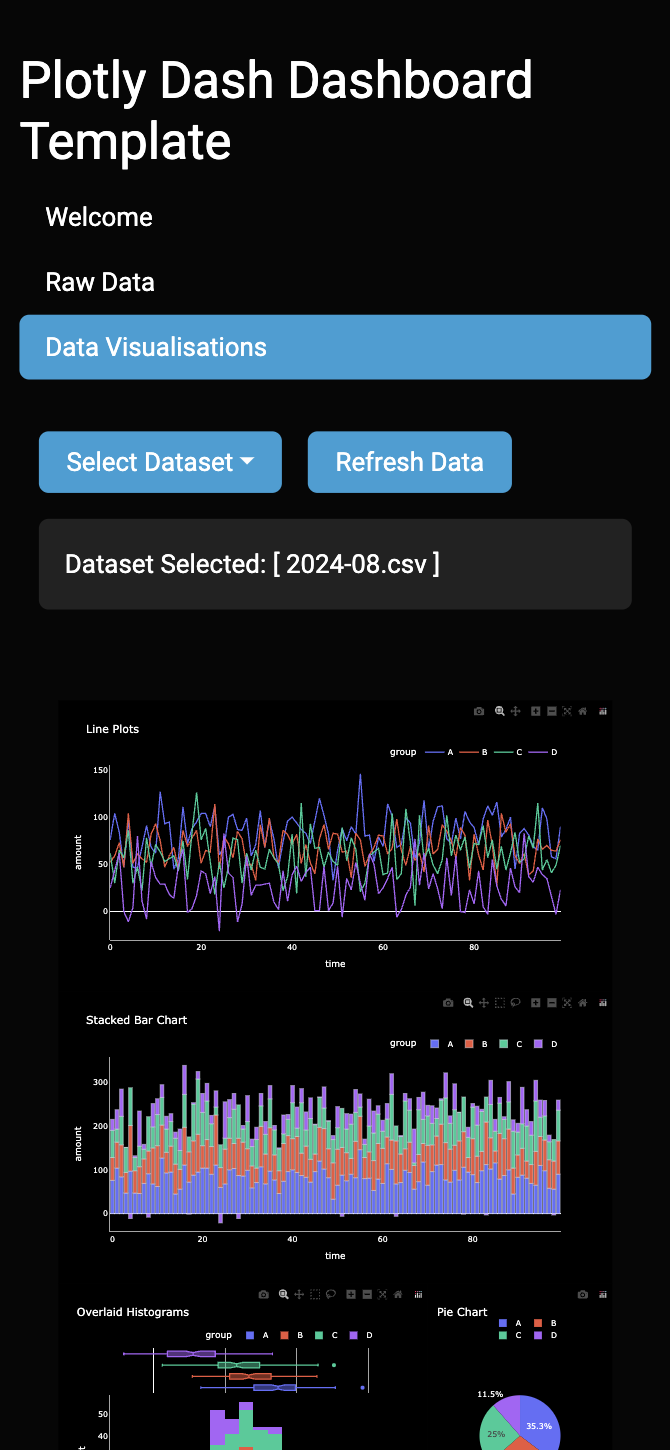 Plotly Dash Dashboard
Template
Welcome
Raw Data
Data Visualisations
Select Dataset
Refresh Data
Dataset Selected: [ 2024-08.csv ]
Line Plots
group A B C D
150
100
50
0
amount
0 20 40 60 80
time
Stacked Bar Chart
group A B C D
300
200
100
0
amount
0 20 40 60 80
time
Overlaid Histograms
group A B C D
50
40
Pie Chart
A B
C D
11.5%
35.3%
25%